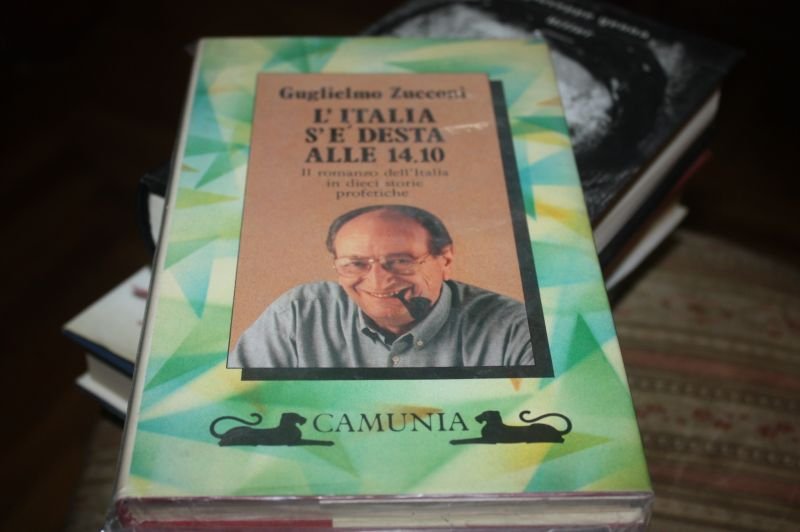 Guglielmo Zucconi
L'ITALIA
S'E' DESTA
ALLE 14.10
Il romanzo dell'Italia
in dieci storie
profetiche
CAMUNIA